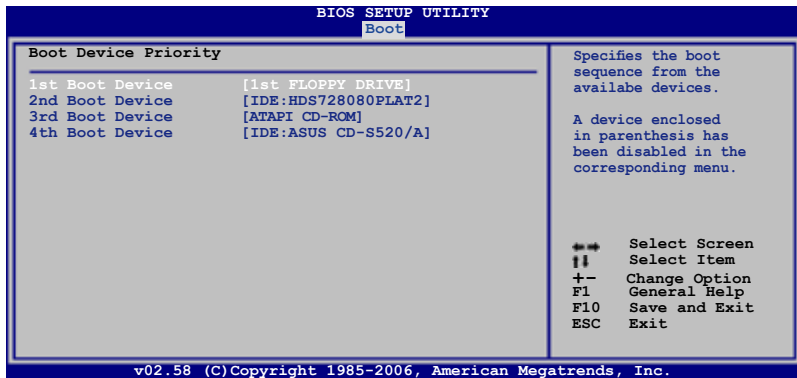 BIOS SETUP UTILITY
Boot
Boot Device Priority
1st Boot Device [1st FLOPPY DRIVE]
2nd Boot Device [IDE:HDS728080PLAT2]
3rd Boot Device [ATAPI CD-ROM]
4th Boot Device [IDE:ASUS CD-S520/A]
Specifies the boot
sequence from the
availabe devices.
A device enclosed
in parenthesis has
been disabled in the
corresponding menu.
←→ Select Screen
↑↓ Select Item
+- Change Option
F1 General Help
F10 Save and Exit
ESC Exit
v02.58 (C)Copyright 1985-2006, American Megatrends, Inc.